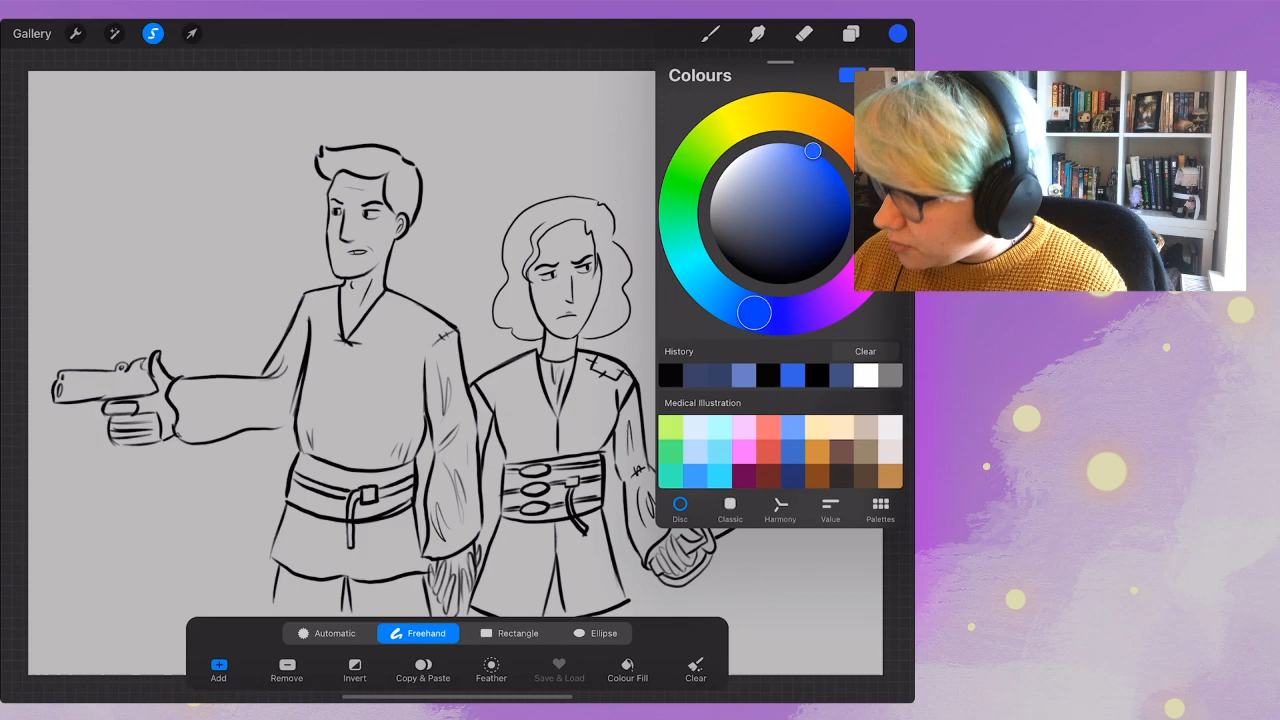 Gallery
Colours
History
Clear
Medical Illustration
Disc
Classic
Harmony
Value
Palettes
Automatic
Freehand
Rectangle
Ellipse
Add
Remove
Invert
Copy & Paste
Feather
Save & Load
Colour Fill
Clear